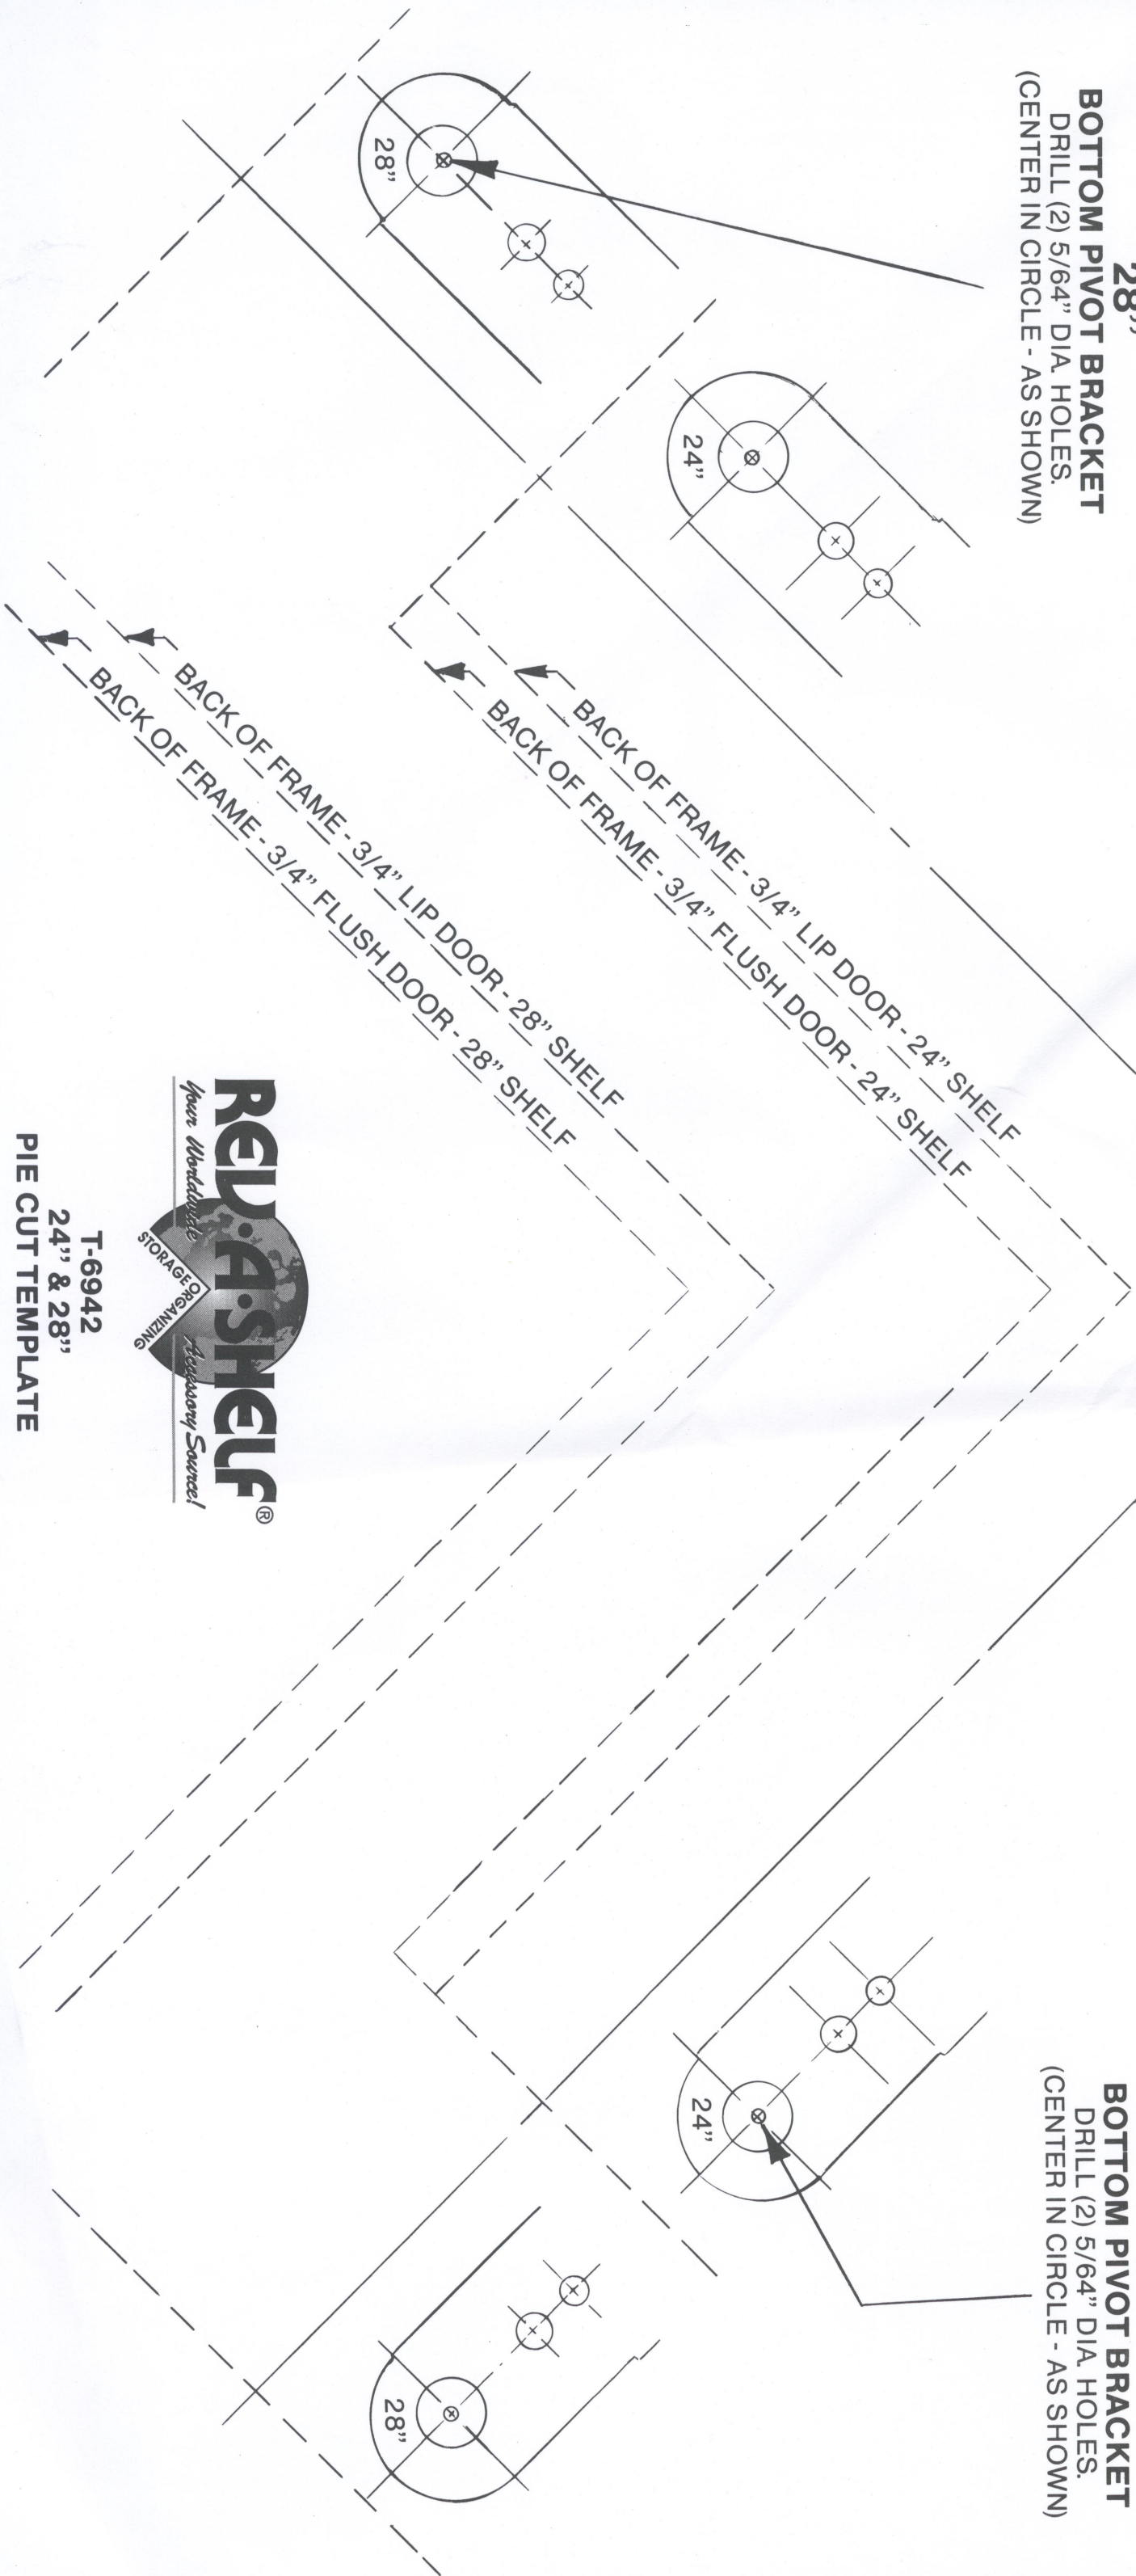 28”
BOTTOM PIVOT BRACKET
DRILL (2) 5/64” DIA. HOLES.
(CENTER IN CIRCLE - AS SHOWN)
BOTTOM PIVOT BRACKET
DRILL (2) 5/64” DIA. HOLES.
(CENTER IN CIRCLE - AS SHOWN)
24”
24”
28”
28”
BACK OF FRAME - 3/4” LIP DOOR - 24” SHELF
BACK OF FRAME - 3/4” FLUSH DOOR - 24” SHELF
BACK OF FRAME - 3/4” LIP DOOR - 28” SHELF
BACK OF FRAME - 3/4” FLUSH DOOR - 28” SHELF
REV·A·SHELF®
Your Worldwide Accessory Source!
STORAGE ORGANIZING
T-6942
24” & 28”
PIE CUT TEMPLATE